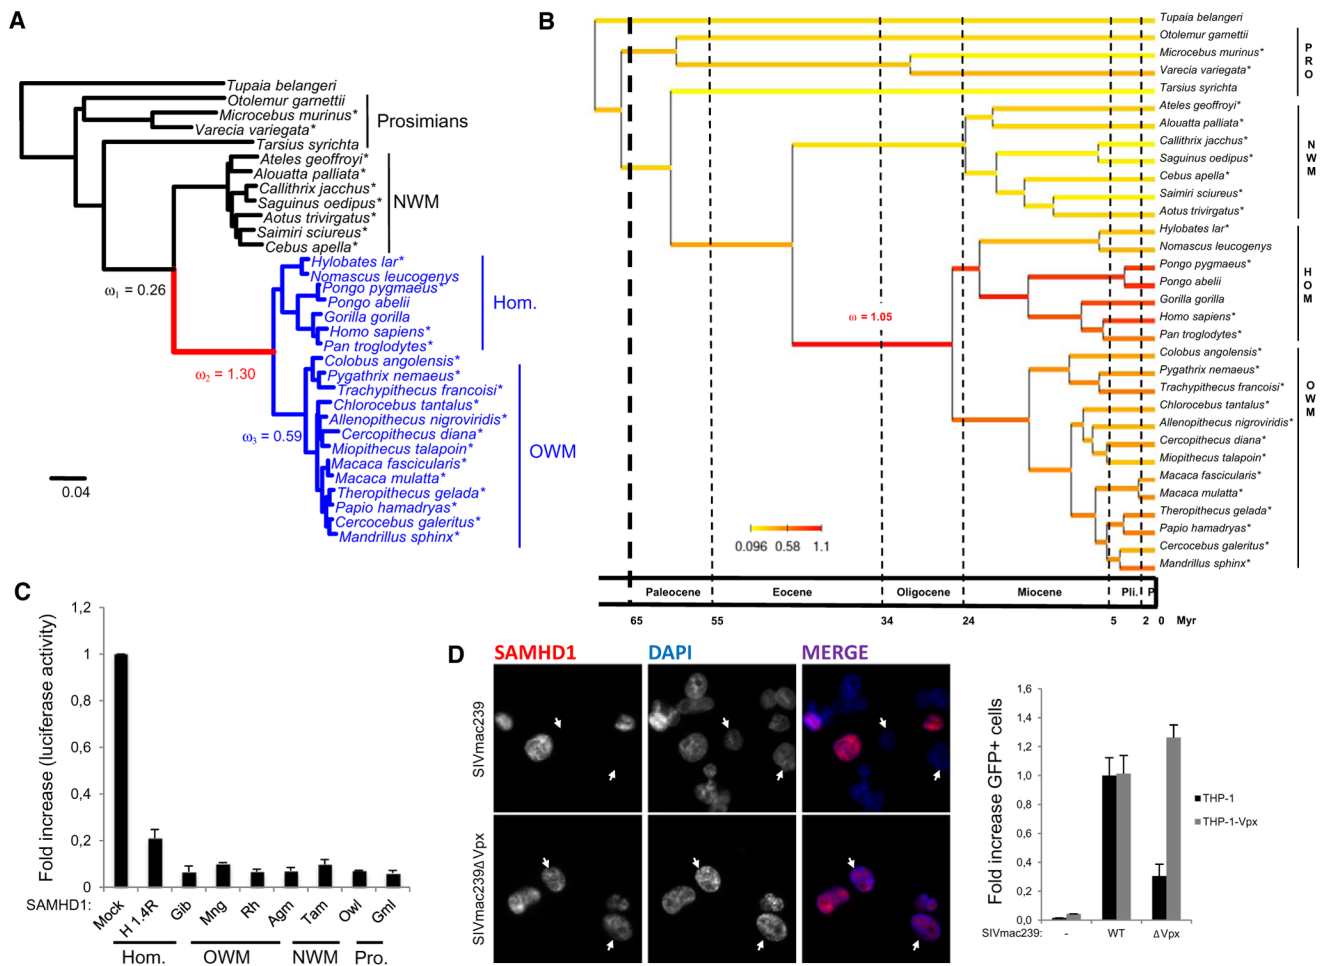 A
Tupaia belangeri
Otolemur garnettii
Microcebus murinus*
Varecia variegata*
Prosimians
Tarsius syrichta
Ateles geoffroyi*
Alouatta palliata*
Callithrix jacchus*
Saguinus oedipus*
NWM
Aotus trivirgatus*
Saimiri sciureus*
Cebus apella*
Hylobates lar*
Nomascus leucogenys
Pongo pygmaeus*
Pongo abelii
Hom.
Gorilla gorilla
Homo sapiens*
Pan troglodytes*
Colobus angolensis*
Pygathrix nemaeus*
Trachypithecus francoisi*
Chlorocebus tantalus*
Allenopithecus nigroviridis*
Cercopithecus diana*
Miopithecus talapoin*
OWM
Macaca fascicularis*
Macaca mulatta*
Theropithecus gelada*
Papio hamadryas*
Cercocebus galeritus*
Mandrillus sphinx*
ω1 = 0.26
ω2 = 1.30
ω3 = 0.59
0.04
B
Tupaia belangeri
Otolemur garnettii
Microcebus murinus*
Varecia variegata*
PRO
Tarsius syrichta
Ateles geoffroyi*
Alouatta palliata*
Callithrix jacchus*
Saguinus oedipus*
NWM
Cebus apella*
Saimiri sciureus*
Aotus trivirgatus*
Hylobates lar*
Nomascus leucogenys
Pongo pygmaeus*
Pongo abelii
HOM
Gorilla gorilla
Homo sapiens*
Pan troglodytes*
Colobus angolensis*
Pygathrix nemaeus*
Trachypithecus francoisi*
OWM
Chlorocebus tantalus*
Allenopithecus nigroviridis*
Cercopithecus diana*
Miopithecus talapoin*
Macaca fascicularis*
Macaca mulatta*
Theropithecus gelada*
Papio hamadryas*
Cercocebus galeritus*
Mandrillus sphinx*
ω = 1.05
0.096 0.58 1.1
Paleocene Eocene Oligocene Miocene Pli. P
65 55 34 24 5 2 0 Myr
C
Fold increase (luciferase activity)
1,2
1
0,8
0,6
0,4
0,2
0
SAMHD1: Mock H 1.4R Gib Mng Rh Agm Tam Owl Gml
Hom. OWM NWM Pro.
D
SAMHD1 DAPI MERGE
SIVmac239
SIVmac239Δ Vpx
Fold increase GFP+ cells
1,6
1,4
1,2
1,0
0,8
0,6
0,4
0,2
0,0
THP-1
THP-1-Vpx
SIVmac239: - WT ΔVpx